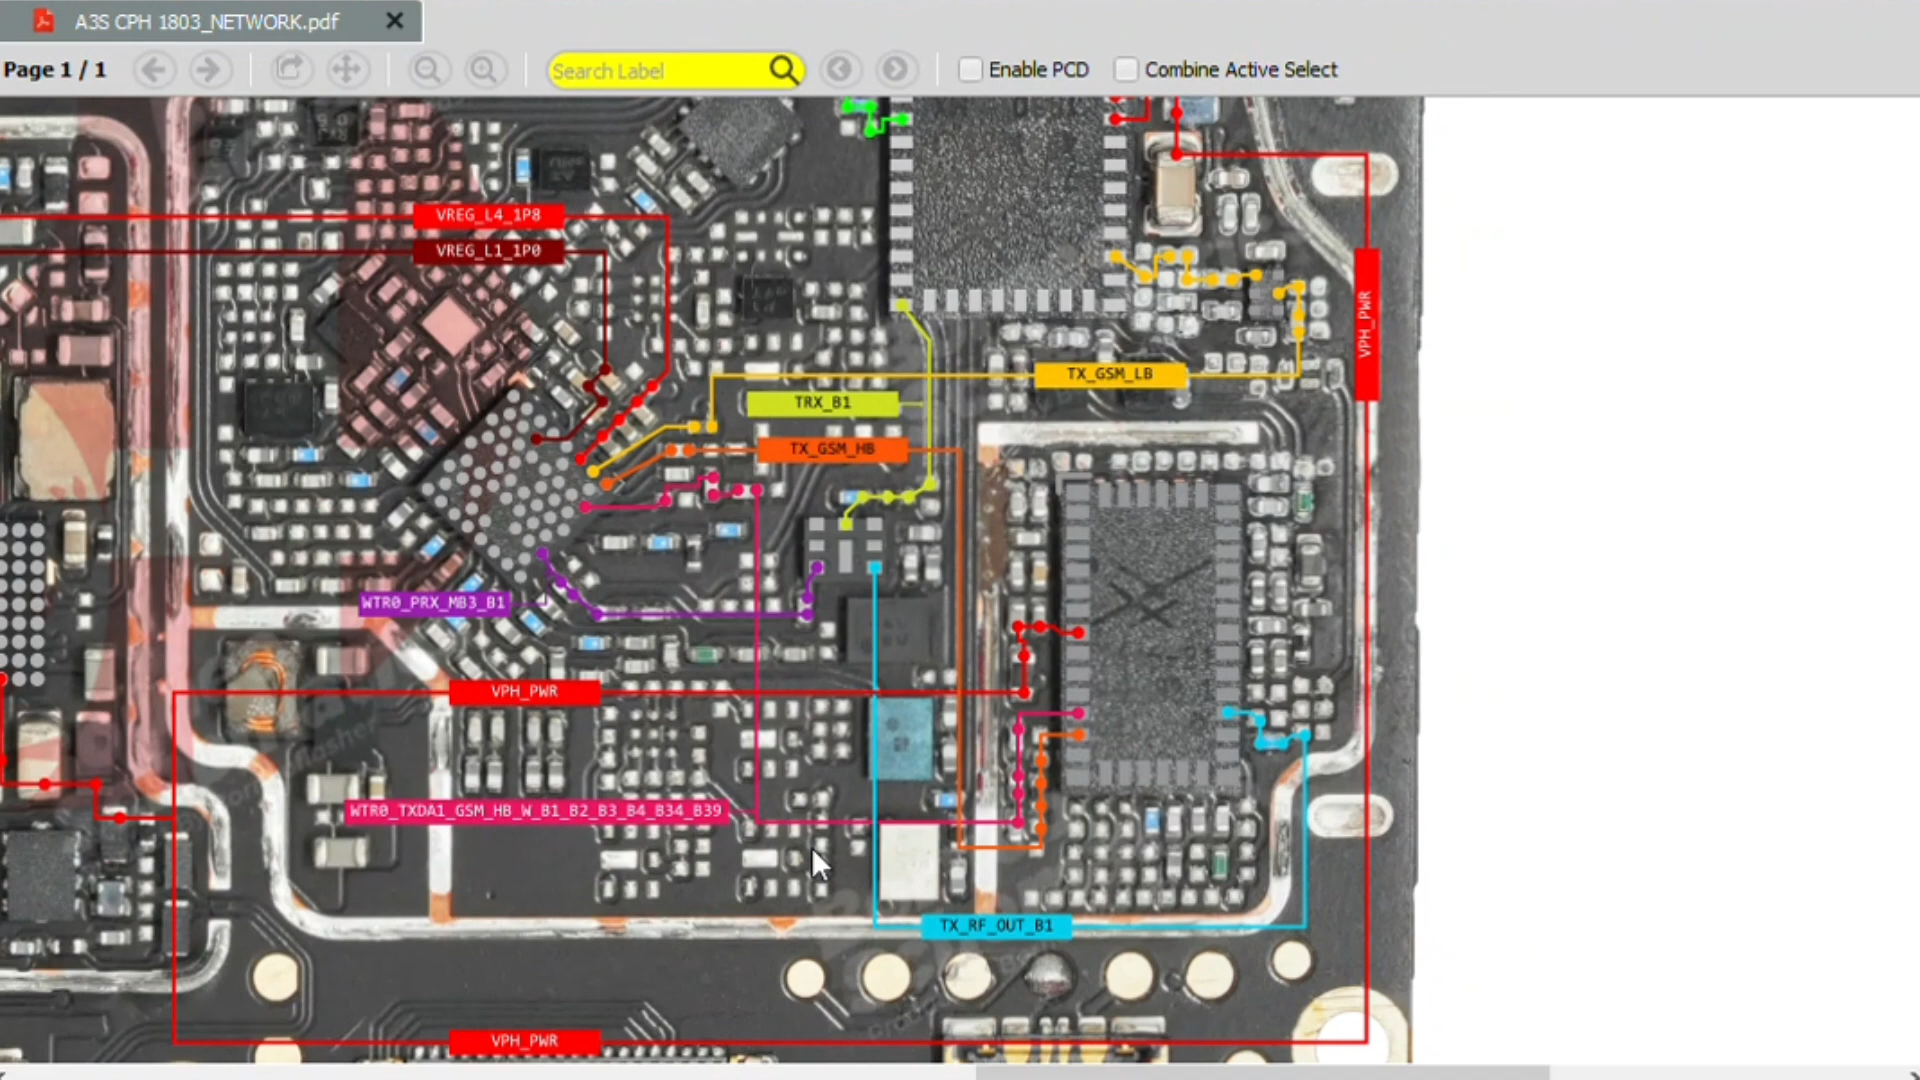 A3S CPH 1803_NETWORK.pdf
Page 1 / 1
Search Label
Enable PCD
Combine Active Select
VREG_L4_1P8
VREG_L1_1P0
VPH_PWR
TX_GSM_LB
TRX_B1
TX_GSM_HB
WTR0_PRX_MB3_B1
VPH_PWR
WTR0_TXDA1_GSM_HB_W_B1_B2_B3_B4_B34_B39
TX_RF_OUT_B1
VPH_PWR